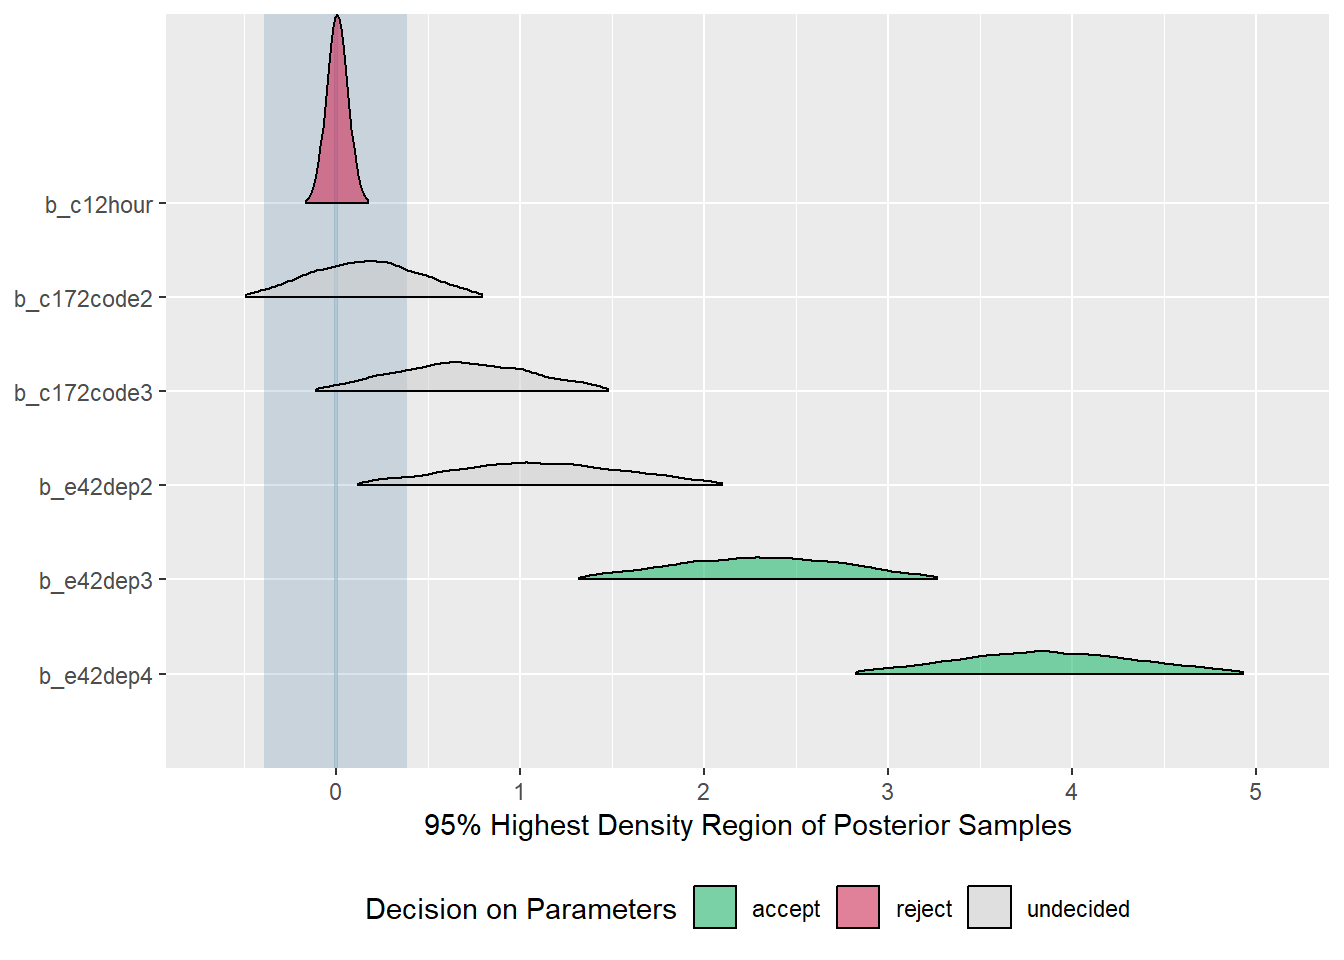 b_c12hour
b_c172code2
b_c172code3
b_e42dep2
b_e42dep3
b_e42dep4
0 1 2 3 4 5
95% Highest Density Region of Posterior Samples
Decision on Parameters accept reject undecided